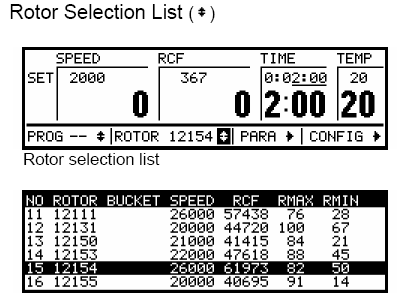 Rotor Selection List (♦)
SPEED RCF TIME TEMP
SET 2000 367 0:02:00 20
0 0 2:00 20
PROG -- ♦ ROTOR 12154 ♦ PARA ▶ CONFIG ▶
Rotor selection list
NO ROTOR BUCKET SPEED RCF RMAX RMIN
11 12111 26000 57438 76 28
12 12131 20000 44720 100 67
13 12150 21000 41415 84 21
14 12153 22000 47618 88 45
15 12154 26000 61973 82 50
16 12155 20000 40695 91 14